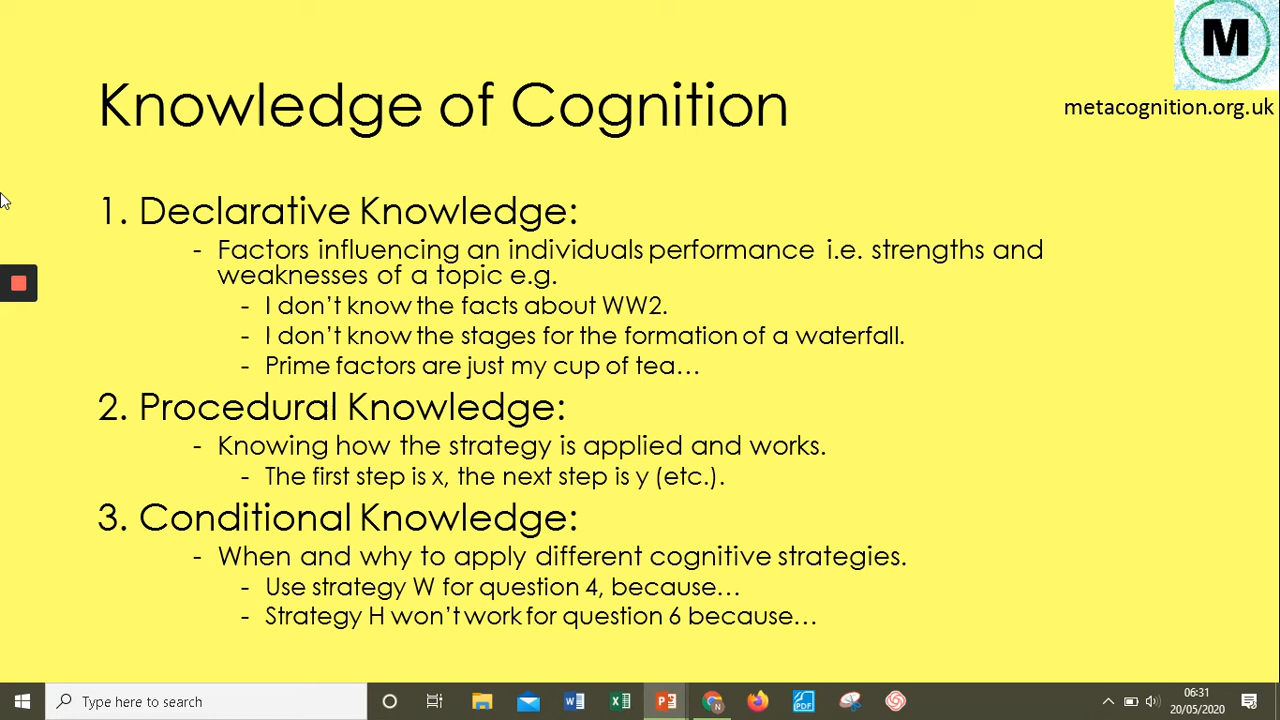 M
Knowledge of Cognition
metacognition.org.uk
1. Declarative Knowledge:
- Factors influencing an individuals performance i.e. strengths and
weaknesses of a topic e.g.
- I don't know the facts about WW2.
- I don't know the stages for the formation of a waterfall.
- Prime factors are just my cup of tea…
2. Procedural Knowledge:
- Knowing how the strategy is applied and works.
- The first step is x, the next step is y (etc.).
3. Conditional Knowledge:
- When and why to apply different cognitive strategies.
- Use strategy W for question 4, because…
- Strategy H won't work for question 6 because…
Type here to search
06:31
20/05/2020